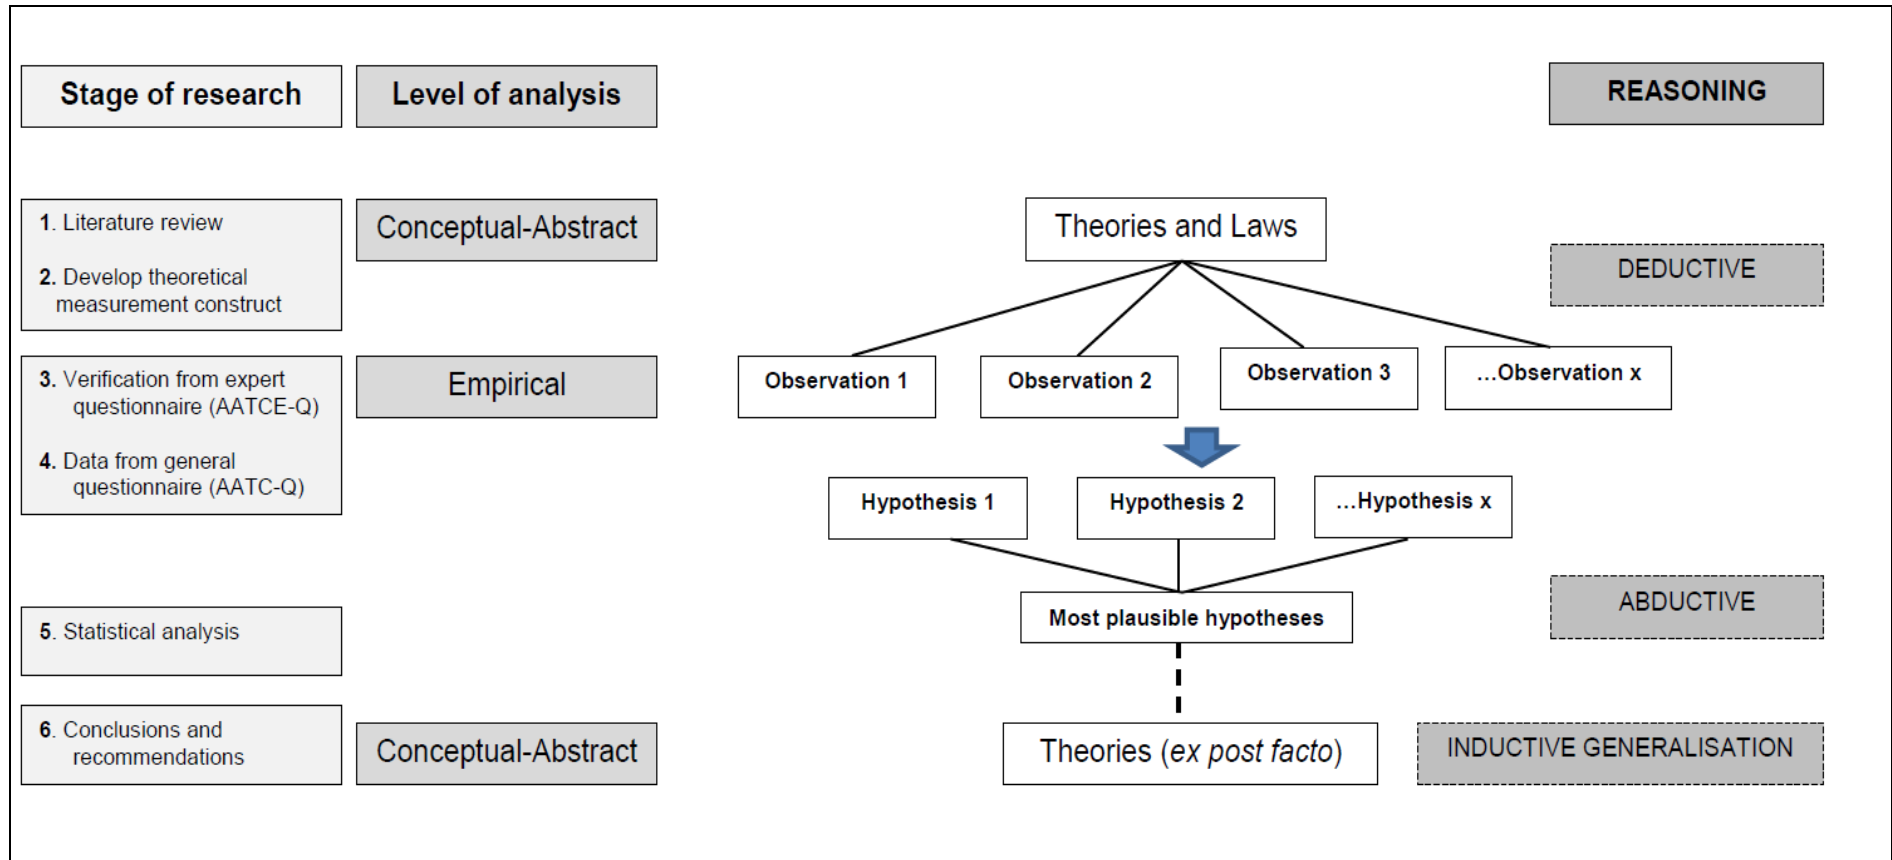 Stage of research
Level of analysis
REASONING
1. Literature review
2. Develop theoretical
measurement construct
Conceptual-Abstract
Theories and Laws
DEDUCTIVE
3. Verification from expert
questionnaire (AATCE-Q)
4. Data from general
questionnaire (AATC-Q)
Empirical
Observation 1
Observation 2
Observation 3
...Observation x
Hypothesis 1
Hypothesis 2
...Hypothesis x
5. Statistical analysis
Most plausible hypotheses
ABDUCTIVE
6. Conclusions and
recommendations
Conceptual-Abstract
Theories (ex post facto)
INDUCTIVE GENERALISATION